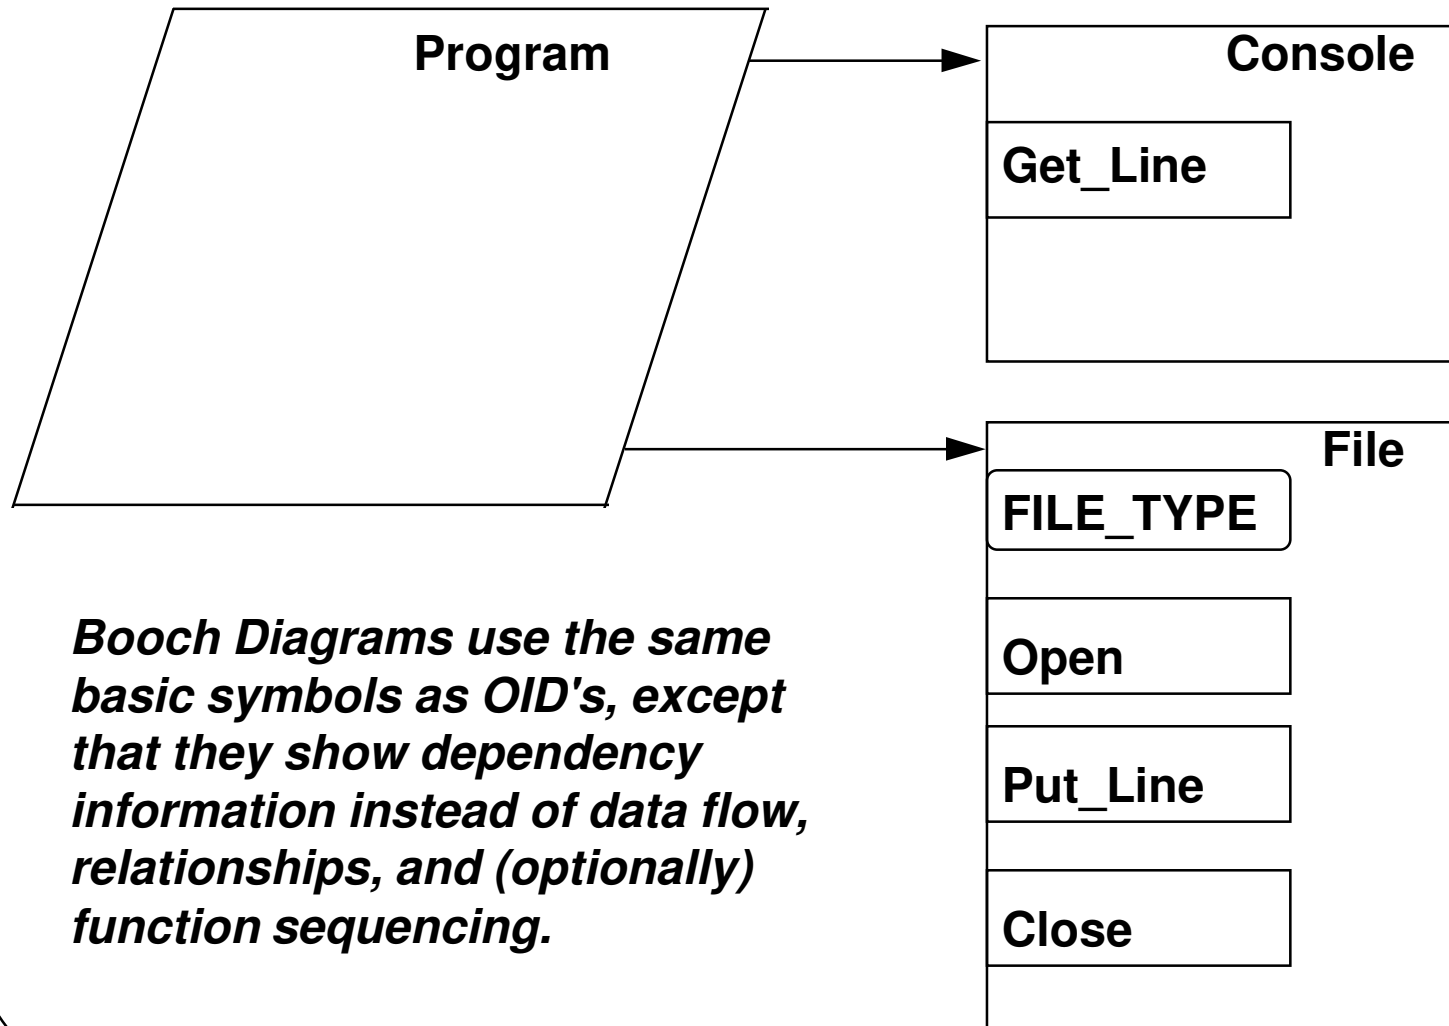 Program
Console
Get_Line
File
FILE_TYPE
Open
Put_Line
Close
Booch Diagrams use the same
basic symbols as OID's, except
that they show dependency
information instead of data flow,
relationships, and (optionally)
function sequencing.